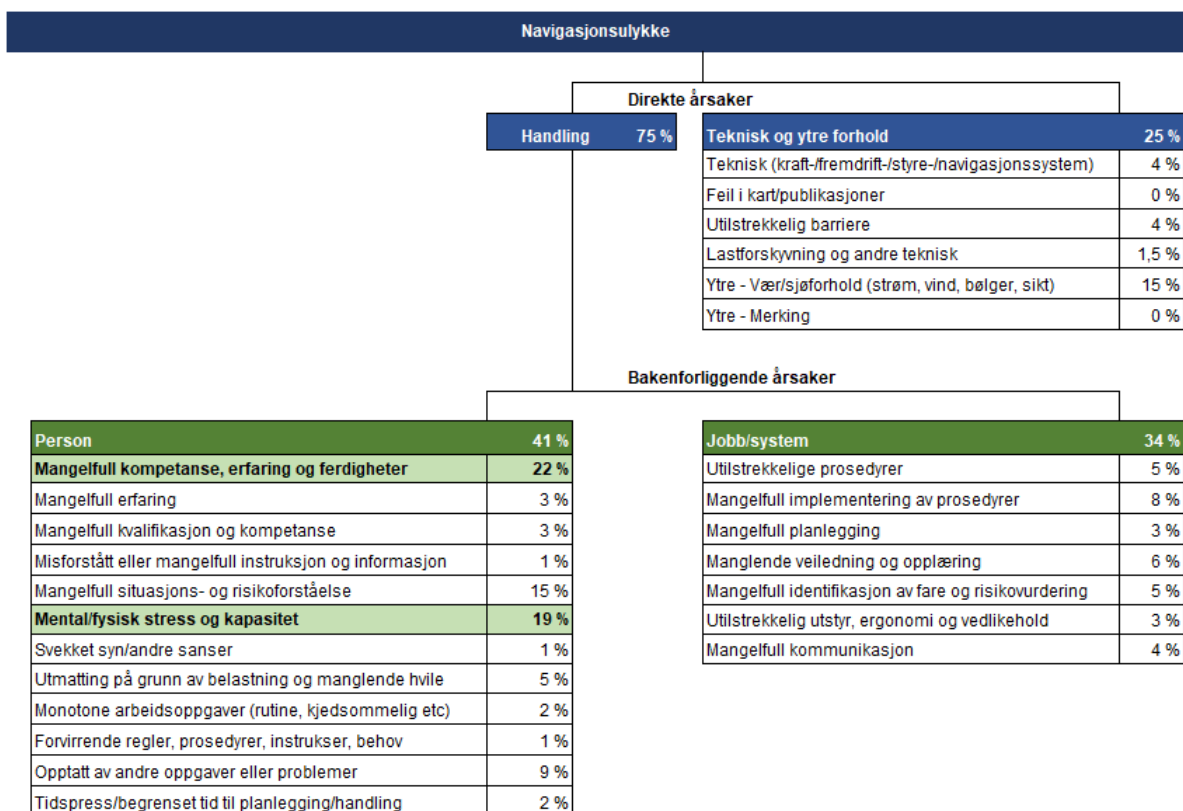 Navigasjonsulykke
Direkte årsaker
Handling 75 %
Teknisk og ytre forhold 25 %
Teknisk (kraft-/fremdrift-/styre-/navigasjonssystem) 4 %
Feil i kart/publikasjoner 0 %
Utilstrekkelig barriere 4 %
Lastforskyvning og andre teknisk 1,5 %
Ytre - Vær/sjøforhold (strøm, vind, bølger, sikt) 15 %
Ytre - Merking 0 %
Bakenforliggende årsaker
Person 41 %
Mangelfull kompetanse, erfaring og ferdigheter 22 %
Mangelfull erfaring 3 %
Mangelfull kvalifikasjon og kompetanse 3 %
Misforstått eller mangelfull instruksjon og informasjon 1 %
Mangelfull situasjons- og risikoforståelse 15 %
Mental/fysisk stress og kapasitet 19 %
Svekket syn/andre sanser 1 %
Utmatting på grunn av belastning og manglende hvile 5 %
Monotone arbeidsoppgaver (rutine, kjedsommelig etc) 2 %
Forvirrende regler, prosedyrer, instrukser, behov 1 %
Opptatt av andre oppgaver eller problemer 9 %
Tidspress/begrenset tid til planlegging/handling 2 %
Jobb/system 34 %
Utilstrekkelige prosedyrer 5 %
Mangelfull implementering av prosedyrer 8 %
Mangelfull planlegging 3 %
Manglende veiledning og opplæring 6 %
Mangelfull identifikasjon av fare og risikovurdering 5 %
Utilstrekkelig utstyr, ergonomi og vedlikehold 3 %
Mangelfull kommunikasjon 4 %